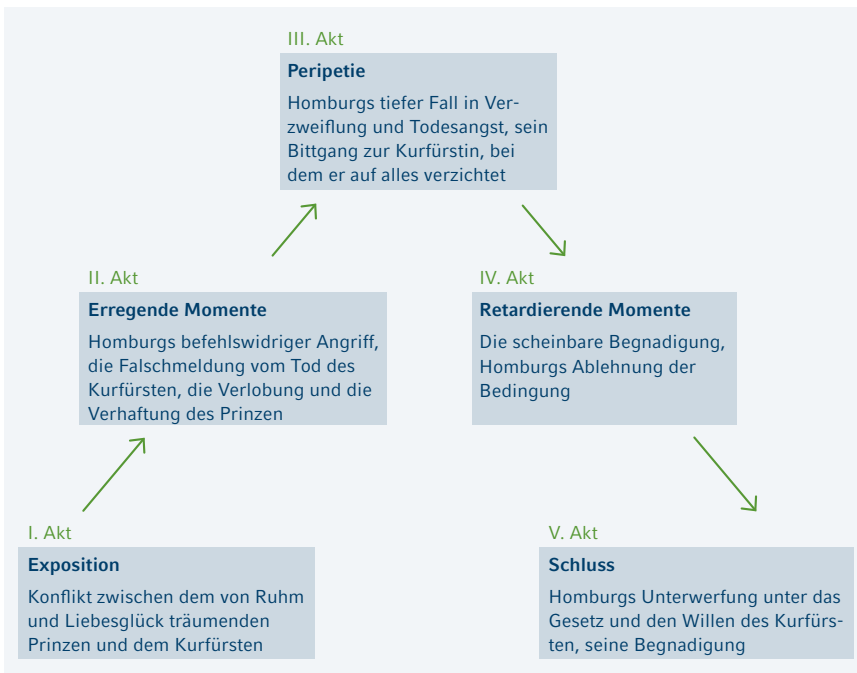 III. Akt
Peripetie
Homburgs tiefer Fall in Ver-
zweiflung und Todesangst, sein
Bittgang zur Kurfürstin, bei
dem er auf alles verzichtet
II. Akt
Erregende Momente
Homburgs befehlswidriger Angriff,
die Falschmeldung vom Tod des
Kurfürsten, die Verlobung und die
Verhaftung des Prinzen
IV. Akt
Retardierende Momente
Die scheinbare Begnadigung,
Homburgs Ablehnung der
Bedingung
I. Akt
Exposition
Konflikt zwischen dem von Ruhm
und Liebesglück träumenden
Prinzen und dem Kurfürsten
V. Akt
Schluss
Homburgs Unterwerfung unter das
Gesetz und den Willen des Kurfürs-
ten, seine Begnadigung